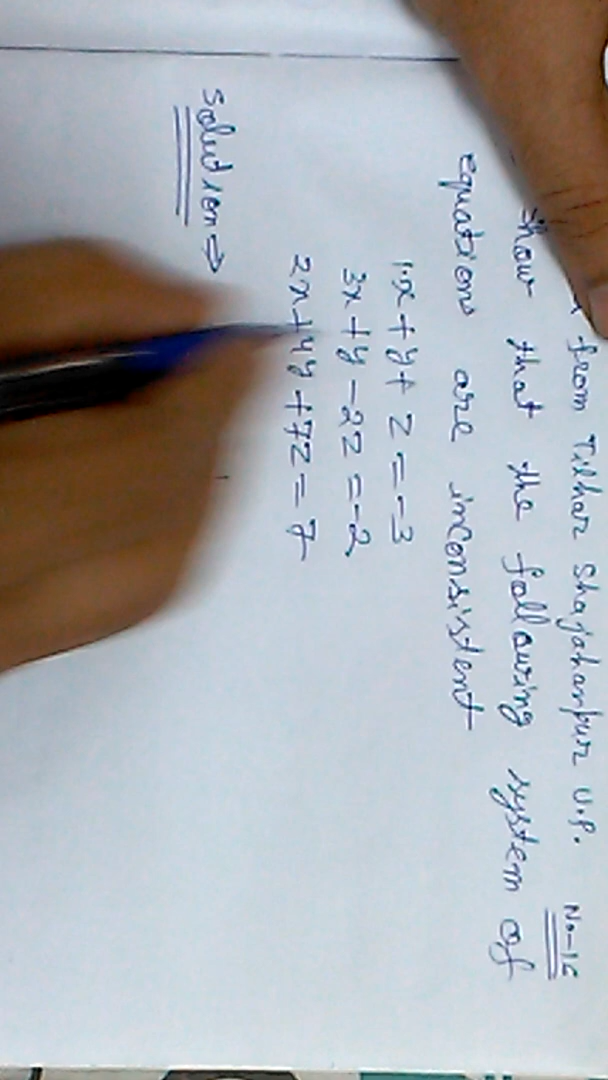 from Tilhar Shajahanpur U.P.
No-16
show that the following system of
equations are inconsistent
1·x + y + z = -3
3x + y - 2z = -2
2x + 4y + 7z = 7
Solution ⇒